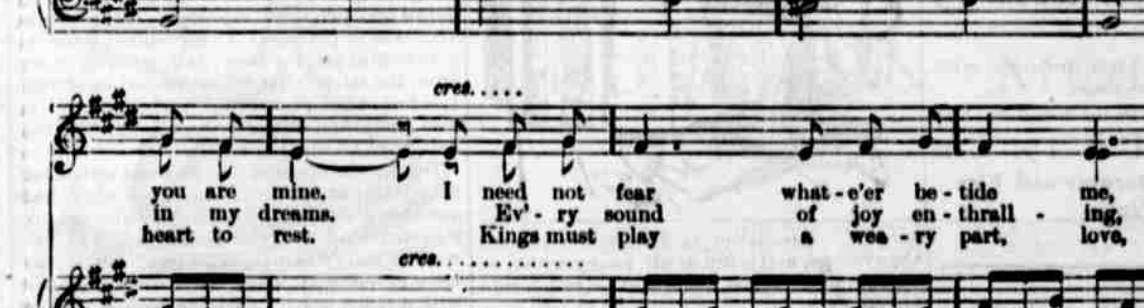 cres.....
you are mine, I need not fear what - e'er be - tide me,
in my dreams. Ev' - ry sound of joy en - thrall - ing,
heart to rest. Kings must play a wea - ry part, love,
cres.............